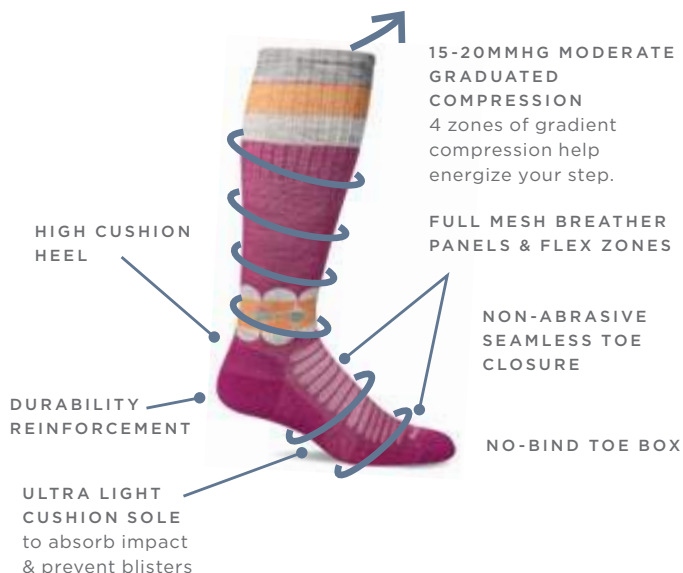 15-20MMHG MODERATE
GRADUATED
COMPRESSION
4 zones of gradient
compression help
energize your step.
FULL MESH BREATHER
PANELS & FLEX ZONES
HIGH CUSHION
HEEL
NON-ABRASIVE
SEAMLESS TOE
CLOSURE
DURABILITY
REINFORCEMENT
NO-BIND TOE BOX
ULTRA LIGHT
CUSHION SOLE
to absorb impact
& prevent blisters